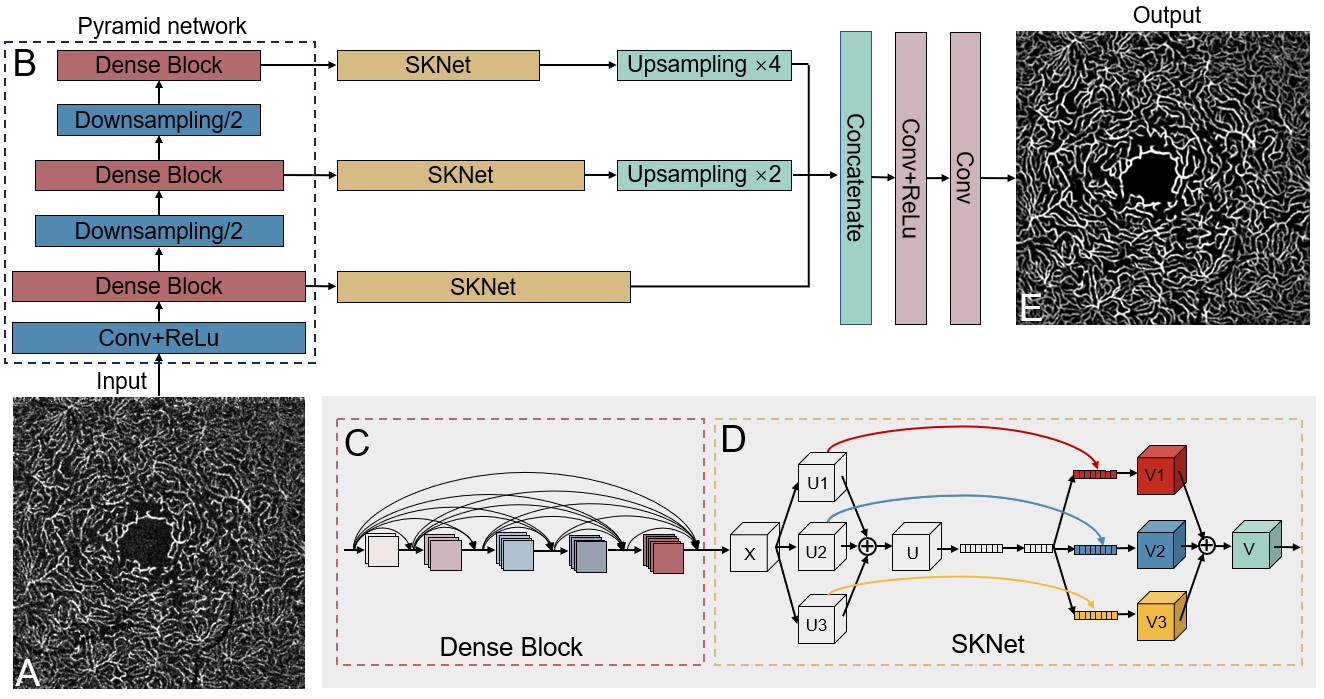 Pyramid network
Output
B
Dense Block
SKNet
Upsampling ×4
Downsampling/2
Dense Block
SKNet
Upsampling ×2
Downsampling/2
Dense Block
SKNet
Conv+ReLu
Concatenate
Conv+ReLu
Conv
E
Input
A
C
Dense Block
D
X
U1
U2
U3
U
V1
V2
V3
V
SKNet